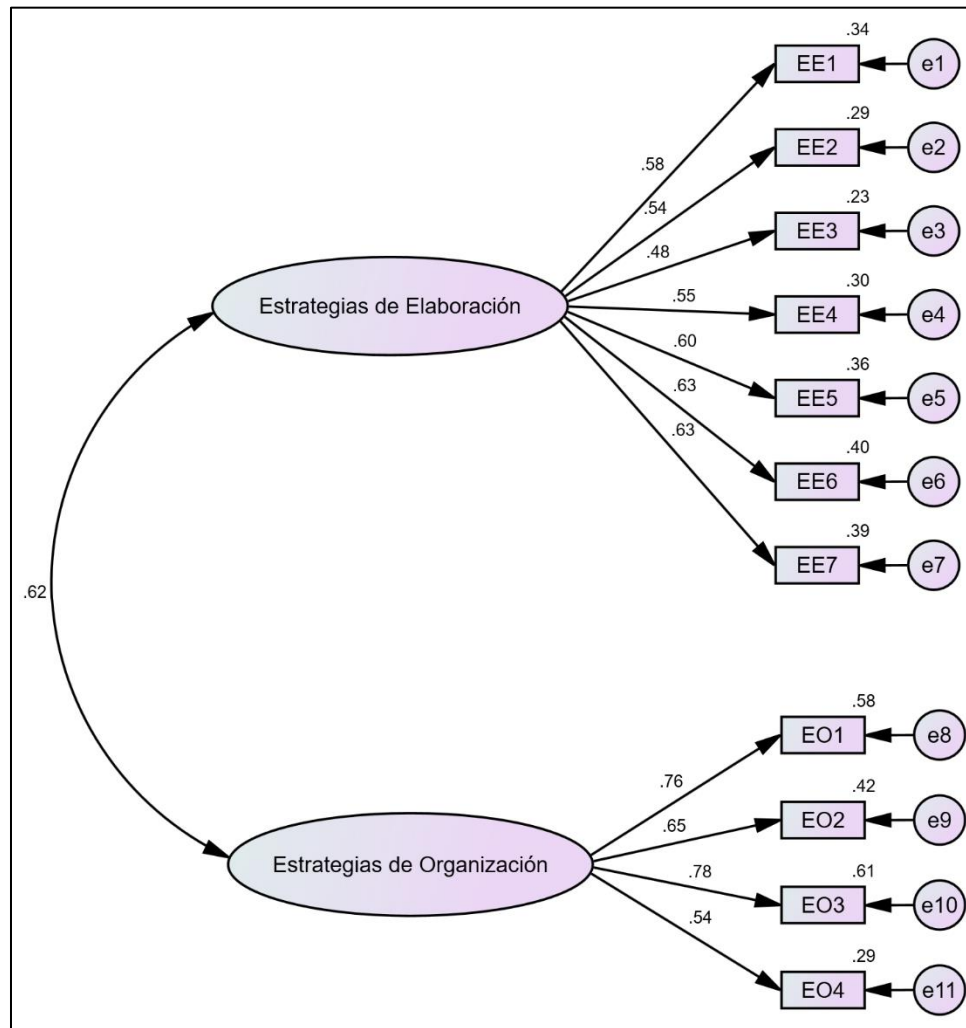 .34
EE1
e1
.29
EE2
e2
.58
.23
.54
EE3
e3
.48
.30
Estrategias de Elaboración
.55
EE4
e4
.60
.36
EE5
e5
.63
.40
.63
EE6
e6
.39
EE7
e7
.62
.58
EO1
e8
.76
.42
EO2
e9
.65
Estrategias de Organización
.78
.61
EO3
e10
.54
.29
EO4
e11